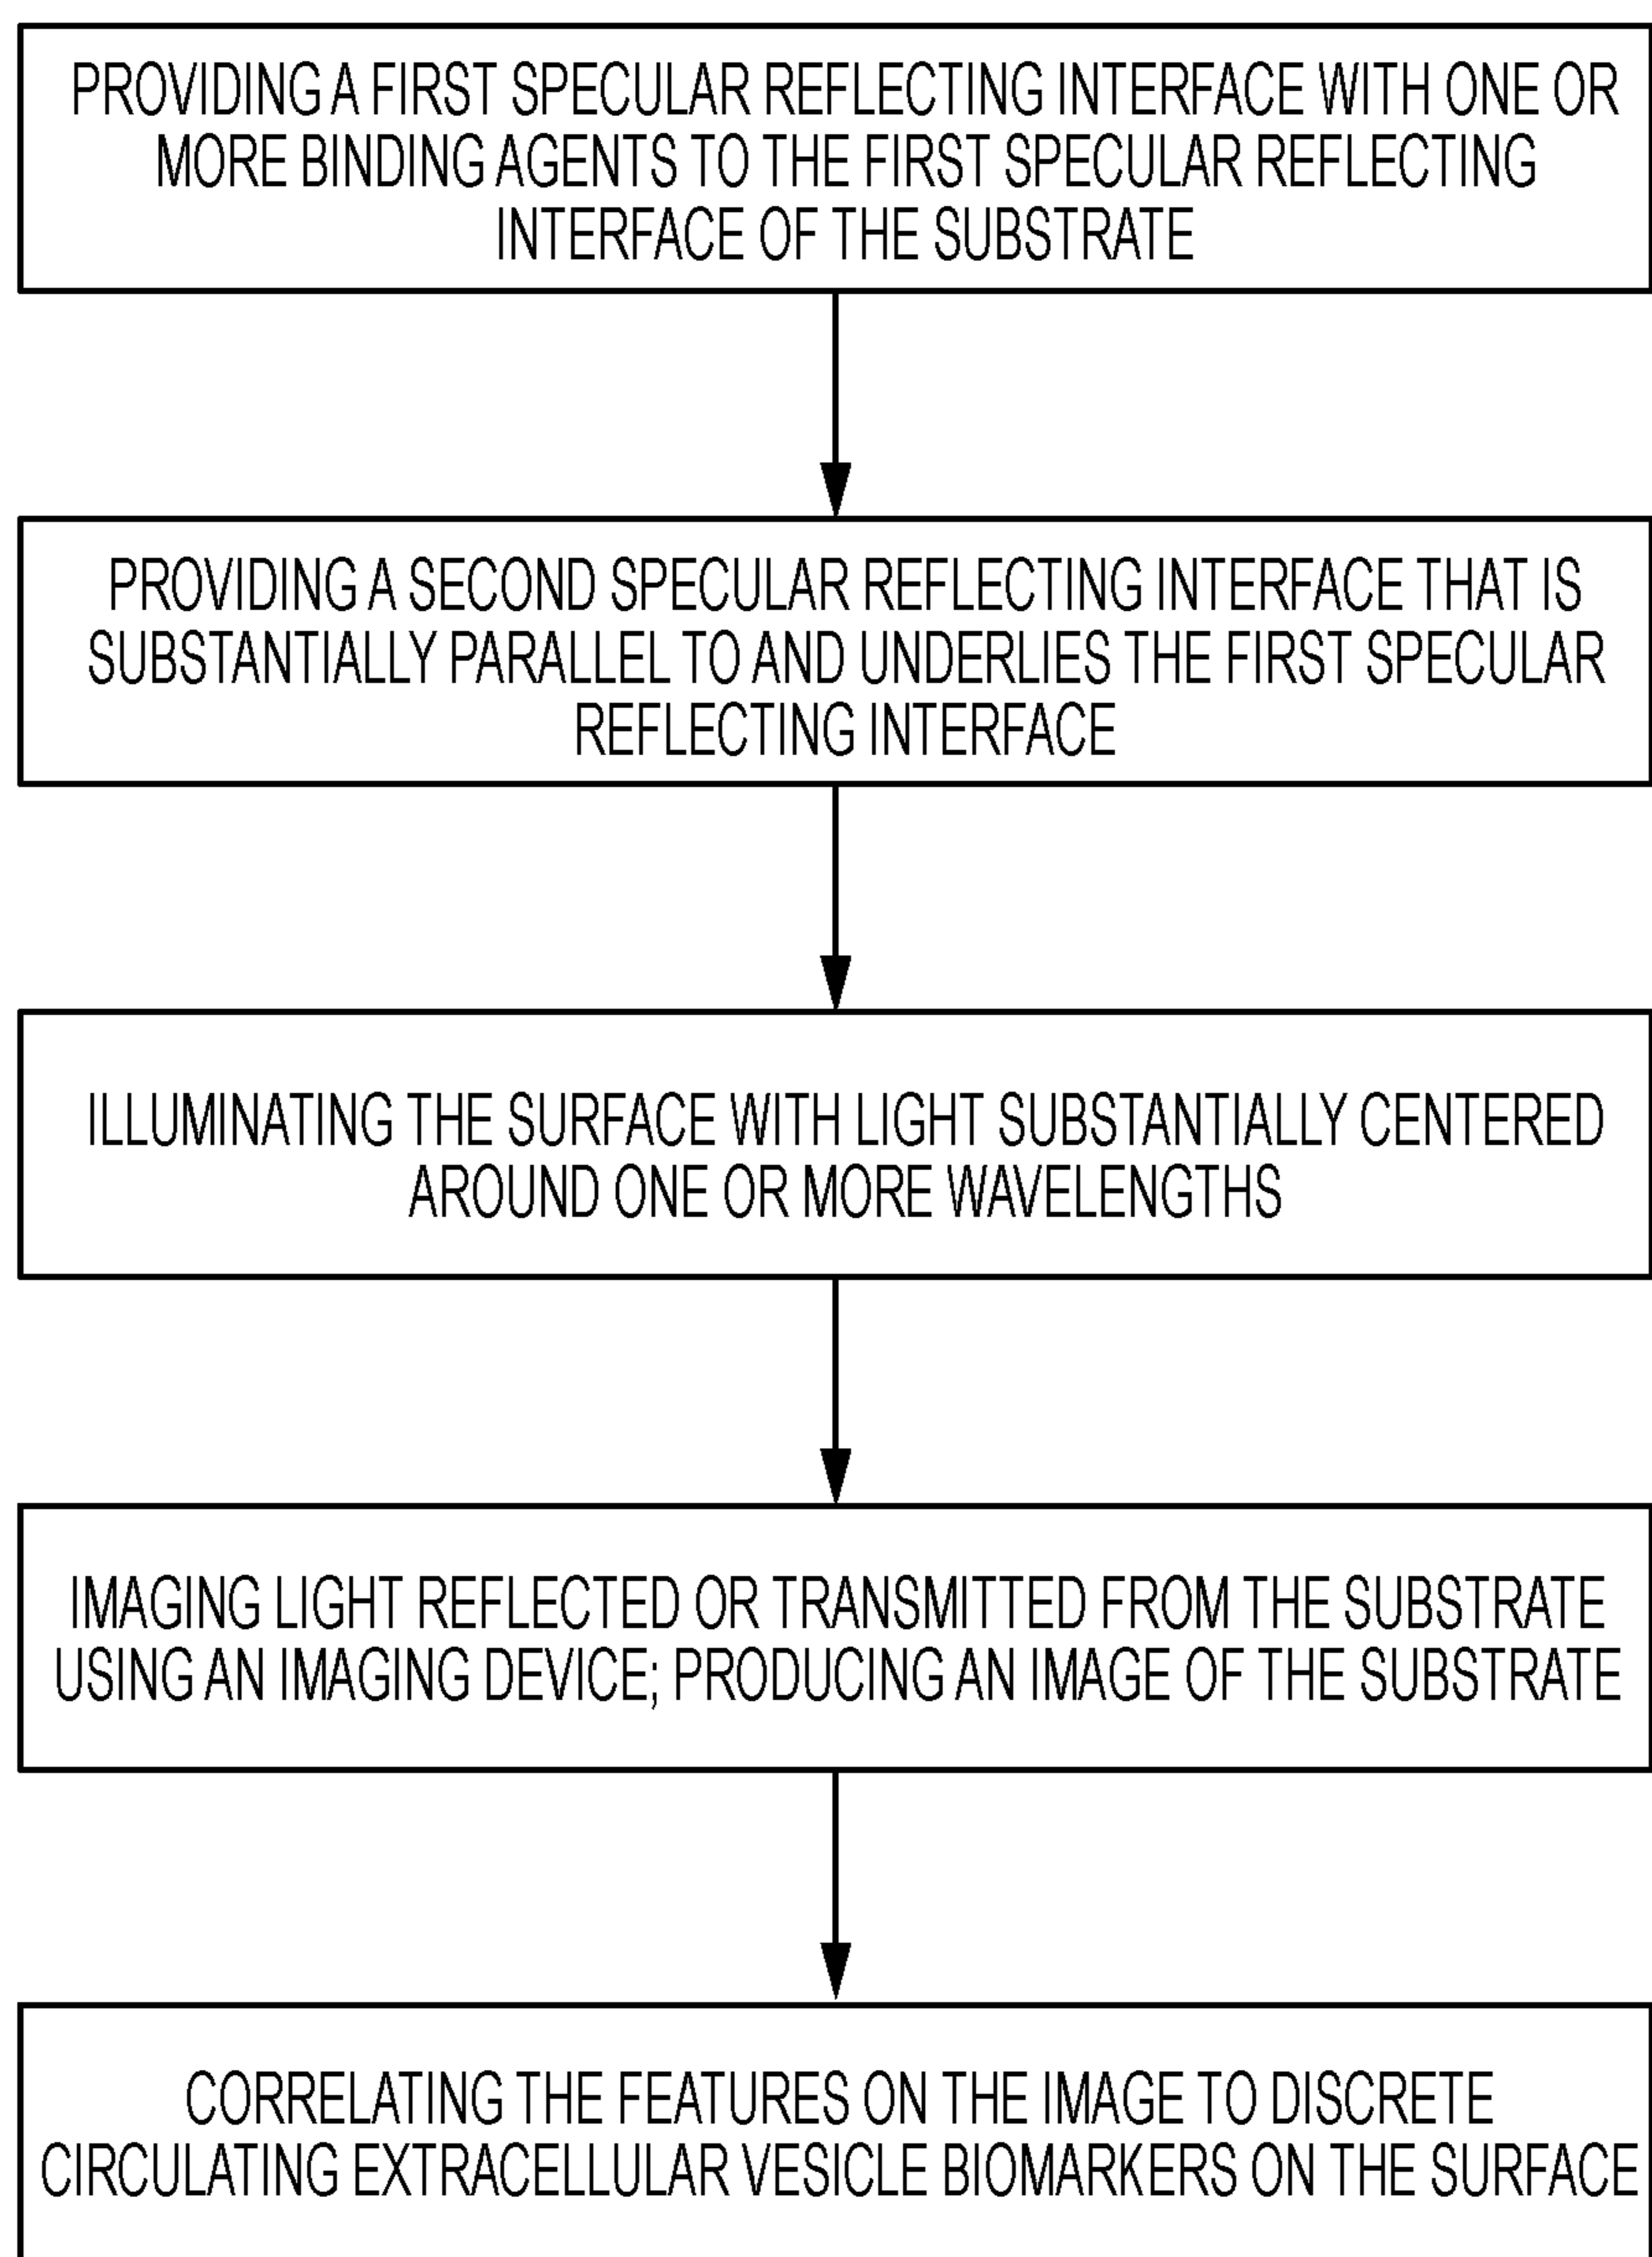 PROVIDING A FIRST SPECULAR REFLECTING INTERFACE WITH ONE OR
MORE BINDING AGENTS TO THE FIRST SPECULAR REFLECTING
INTERFACE OF THE SUBSTRATE
PROVIDING A SECOND SPECULAR REFLECTING INTERFACE THAT IS
SUBSTANTIALLY PARALLEL TO AND UNDERLIES THE FIRST SPECULAR
REFLECTING INTERFACE
ILLUMINATING THE SURFACE WITH LIGHT SUBSTANTIALLY CENTERED
AROUND ONE OR MORE WAVELENGTHS
IMAGING LIGHT REFLECTED OR TRANSMITTED FROM THE SUBSTRATE
USING AN IMAGING DEVICE; PRODUCING AN IMAGE OF THE SUBSTRATE
CORRELATING THE FEATURES ON THE IMAGE TO DISCRETE
CIRCULATING EXTRACELLULAR VESICLE BIOMARKERS ON THE SURFACE